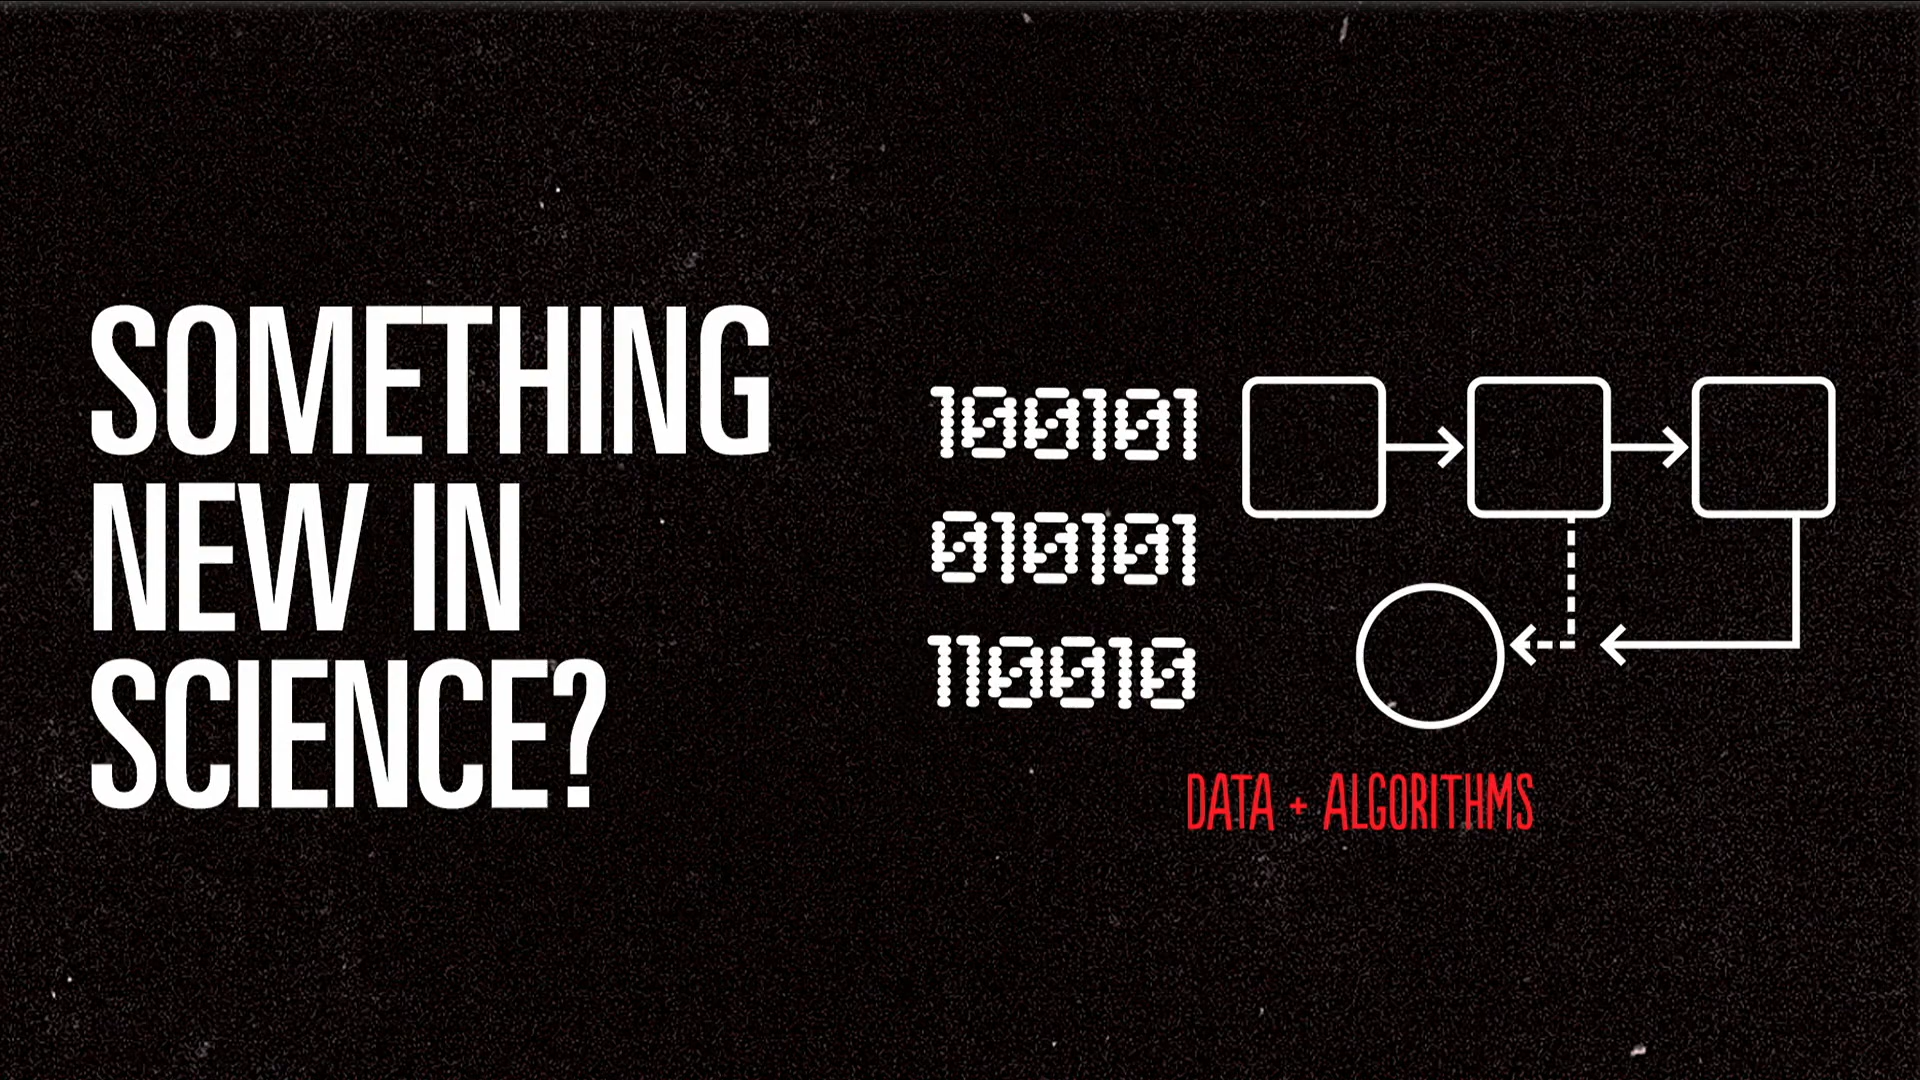 SOMETHING
NEW IN
SCIENCE?
100101
010101
110010
DATA + ALGORITHMS